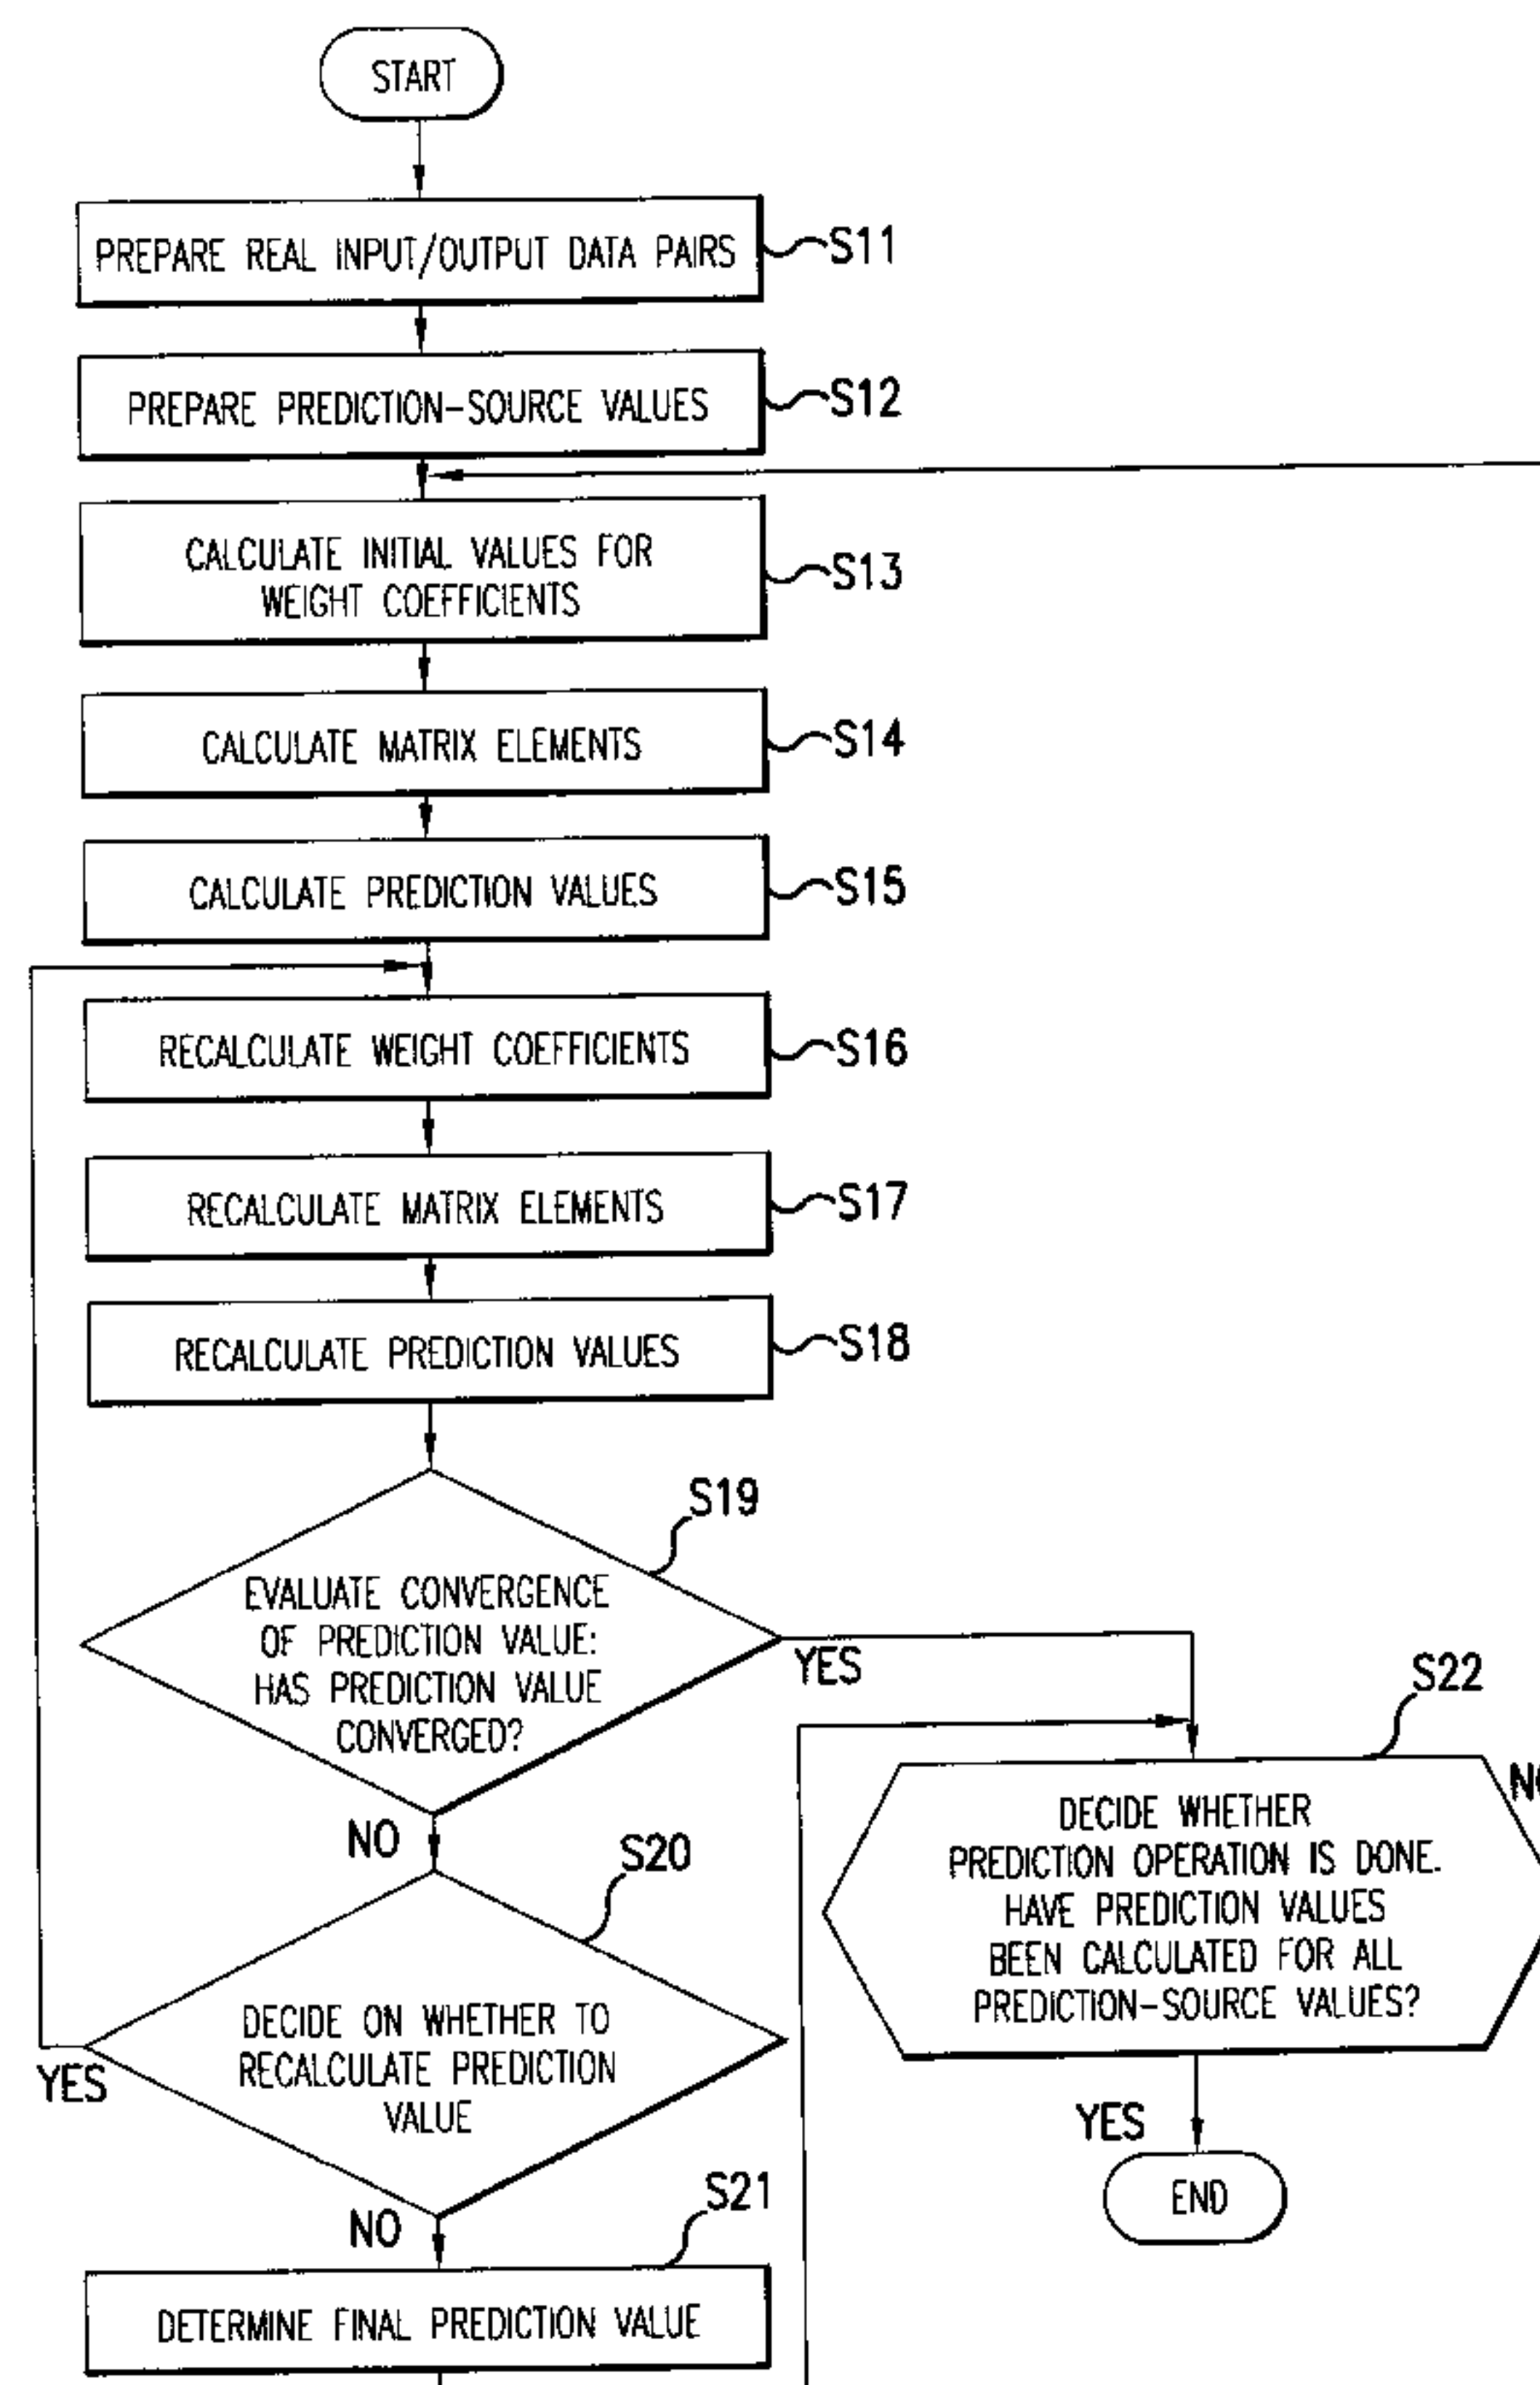 START
PREPARE REAL INPUT/OUTPUT DATA PAIRS
S11
PREPARE PREDICTION-SOURCE VALUES
S12
CALCULATE INITIAL VALUES FOR
WEIGHT COEFFICIENTS
S13
CALCULATE MATRIX ELEMENTS
S14
CALCULATE PREDICTION VALUES
S15
RECALCULATE WEIGHT COEFFICIENTS
S16
RECALCULATE MATRIX ELEMENTS
S17
RECALCULATE PREDICTION VALUES
S18
S19
EVALUATE CONVERGENCE
OF PREDICTION VALUE:
HAS PREDICTION VALUE
CONVERGED?
YES
NO
S20
DECIDE ON WHETHER TO
RECALCULATE PREDICTION
VALUE
YES
NO
S21
DETERMINE FINAL PREDICTION VALUE
S22
DECIDE WHETHER
PREDICTION OPERATION IS DONE.
HAVE PREDICTION VALUES
BEEN CALCULATED FOR ALL
PREDICTION-SOURCE VALUES?
YES
END